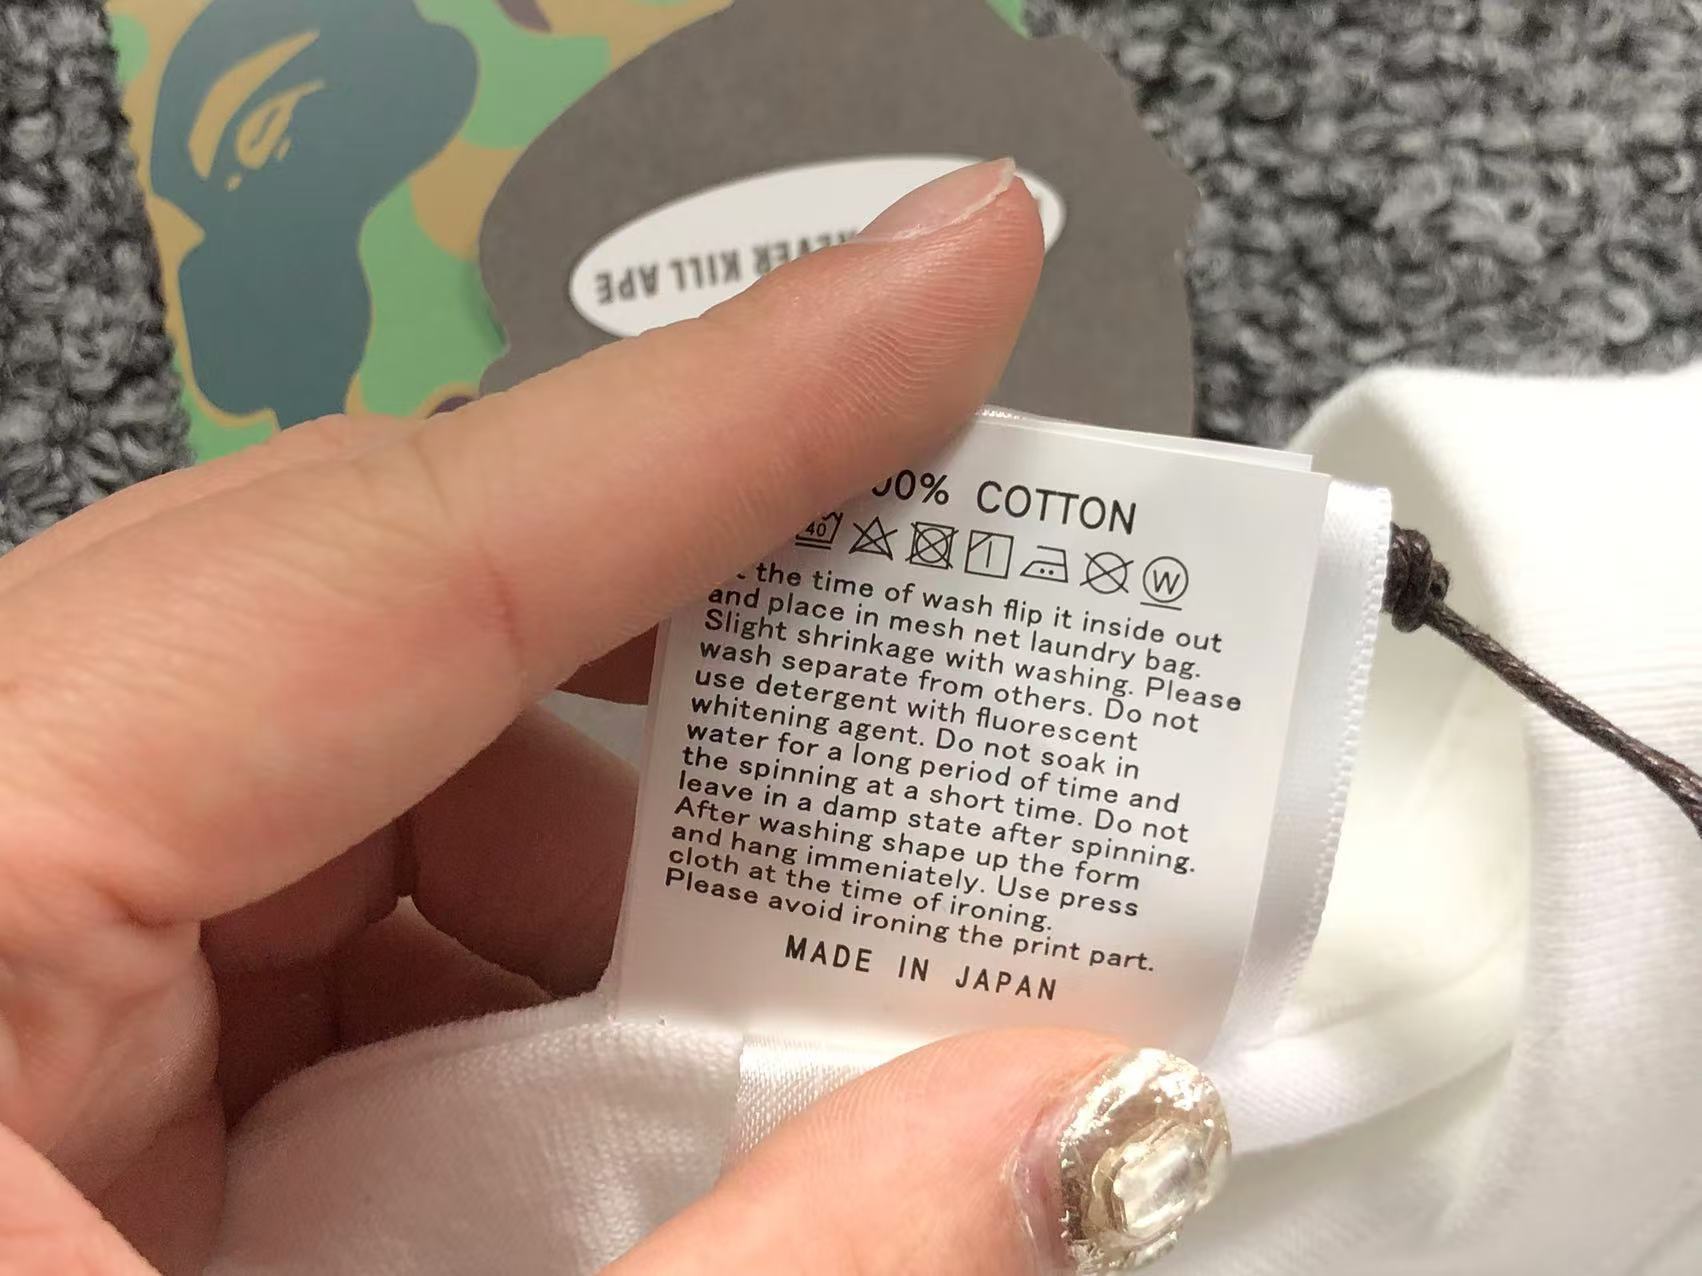 KILL APE
COTTON
40
W
the time of wash flip it inside out
and place in mesh net laundry bag.
Slight shrinkage with washing. Please
wash separate from others. Do not
use detergent with fluorescent
whitening agent. Do not soak in
water for a long period of time and
the spinning at a short time. Do not
leave in a damp state after spinning.
After washing shape up the form
and hang immeniately. Use press
cloth at the time of ironing.
Please avoid ironing the print part.
MADE IN JAPAN